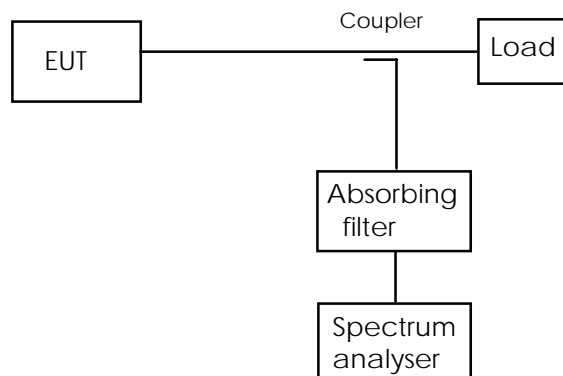 Coupler
EUT
Load
Absorbing
filter
Spectrum
analyser